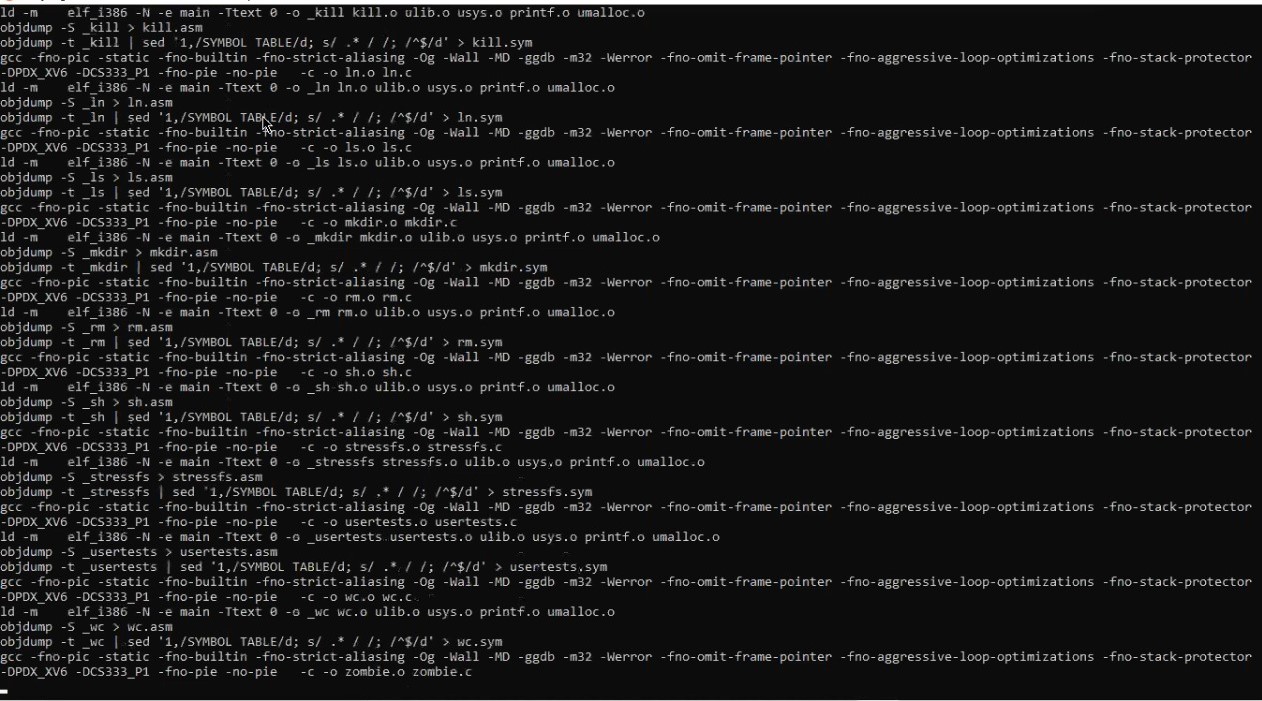 ld -m    elf_i386 -N -e main -Ttext 0 -o _kill kill.o ulib.o usys.o printf.o umalloc.o
objdump -S _kill > kill.asm
objdump -t _kill | sed '1,/SYMBOL TABLE/d; s/ .* / /; /^$/d' > kill.sym
gcc -fno-pic -static -fno-builtin -fno-strict-aliasing -Og -Wall -MD -ggdb -m32 -Werror -fno-omit-frame-pointer -fno-aggressive-loop-optimizations -fno-stack-protector
-DPDX_XV6 -DCS333_P1 -fno-pie -no-pie   -c -o ln.o ln.c
ld -m    elf_i386 -N -e main -Ttext 0 -o _ln ln.o ulib.o usys.o printf.o umalloc.o
objdump -S _ln > ln.asm
objdump -t _ln | sed '1,/SYMBOL TABLE/d; s/ .* / /; /^$/d' > ln.sym
gcc -fno-pic -static -fno-builtin -fno-strict-aliasing -Og -Wall -MD -ggdb -m32 -Werror -fno-omit-frame-pointer -fno-aggressive-loop-optimizations -fno-stack-protector
-DPDX_XV6 -DCS333_P1 -fno-pie -no-pie   -c -o ls.o ls.c
ld -m    elf_i386 -N -e main -Ttext 0 -o _ls ls.o ulib.o usys.o printf.o umalloc.o
objdump -S _ls > ls.asm
objdump -t _ls | sed '1,/SYMBOL TABLE/d; s/ .* / /; /^$/d' > ls.sym
gcc -fno-pic -static -fno-builtin -fno-strict-aliasing -Og -Wall -MD -ggdb -m32 -Werror -fno-omit-frame-pointer -fno-aggressive-loop-optimizations -fno-stack-protector
-DPDX_XV6 -DCS333_P1 -fno-pie -no-pie   -c -o mkdir.o mkdir.c
ld -m    elf_i386 -N -e main -Ttext 0 -o _mkdir mkdir.o ulib.o usys.o printf.o umalloc.o
objdump -S _mkdir > mkdir.asm
objdump -t _mkdir | sed '1,/SYMBOL TABLE/d; s/ .* / /; /^$/d' > mkdir.sym
gcc -fno-pic -static -fno-builtin -fno-strict-aliasing -Og -Wall -MD -ggdb -m32 -Werror -fno-omit-frame-pointer -fno-aggressive-loop-optimizations -fno-stack-protector
-DPDX_XV6 -DCS333_P1 -fno-pie -no-pie   -c -o rm.o rm.c
ld -m    elf_i386 -N -e main -Ttext 0 -o _rm rm.o ulib.o usys.o printf.o umalloc.o
objdump -S _rm > rm.asm
objdump -t _rm | sed '1,/SYMBOL TABLE/d; s/ .* / /; /^$/d' > rm.sym
gcc -fno-pic -static -fno-builtin -fno-strict-aliasing -Og -Wall -MD -ggdb -m32 -Werror -fno-omit-frame-pointer -fno-aggressive-loop-optimizations -fno-stack-protector
-DPDX_XV6 -DCS333_P1 -fno-pie -no-pie   -c -o sh.o sh.c
ld -m    elf_i386 -N -e main -Ttext 0 -o _sh sh.o ulib.o usys.o printf.o umalloc.o
objdump -S _sh > sh.asm
objdump -t _sh | sed '1,/SYMBOL TABLE/d; s/ .* / /; /^$/d' > sh.sym
gcc -fno-pic -static -fno-builtin -fno-strict-aliasing -Og -Wall -MD -ggdb -m32 -Werror -fno-omit-frame-pointer -fno-aggressive-loop-optimizations -fno-stack-protector
-DPDX_XV6 -DCS333_P1 -fno-pie -no-pie   -c -o stressfs.o stressfs.c
ld -m    elf_i386 -N -e main -Ttext 0 -o _stressfs stressfs.o ulib.o usys.o printf.o umalloc.o
objdump -S _stressfs > stressfs.asm
objdump -t _stressfs | sed '1,/SYMBOL TABLE/d; s/ .* / /; /^$/d' > stressfs.sym
gcc -fno-pic -static -fno-builtin -fno-strict-aliasing -Og -Wall -MD -ggdb -m32 -Werror -fno-omit-frame-pointer -fno-aggressive-loop-optimizations -fno-stack-protector
-DPDX_XV6 -DCS333_P1 -fno-pie -no-pie   -c -o usertests.o usertests.c
ld -m    elf_i386 -N -e main -Ttext 0 -o _usertests usertests.o ulib.o usys.o printf.o umalloc.o
objdump -S _usertests > usertests.asm
objdump -t _usertests | sed '1,/SYMBOL TABLE/d; s/ .* / /; /^$/d' > usertests.sym
gcc -fno-pic -static -fno-builtin -fno-strict-aliasing -Og -Wall -MD -ggdb -m32 -Werror -fno-omit-frame-pointer -fno-aggressive-loop-optimizations -fno-stack-protector
-DPDX_XV6 -DCS333_P1 -fno-pie -no-pie   -c -o wc.o wc.c
ld -m    elf_i386 -N -e main -Ttext 0 -o _wc wc.o ulib.o usys.o printf.o umalloc.o
objdump -S _wc > wc.asm
objdump -t _wc | sed '1,/SYMBOL TABLE/d; s/ .* / /; /^$/d' > wc.sym
gcc -fno-pic -static -fno-builtin -fno-strict-aliasing -Og -Wall -MD -ggdb -m32 -Werror -fno-omit-frame-pointer -fno-aggressive-loop-optimizations -fno-stack-protector
-DPDX_XV6 -DCS333_P1 -fno-pie -no-pie   -c -o zombie.o zombie.c